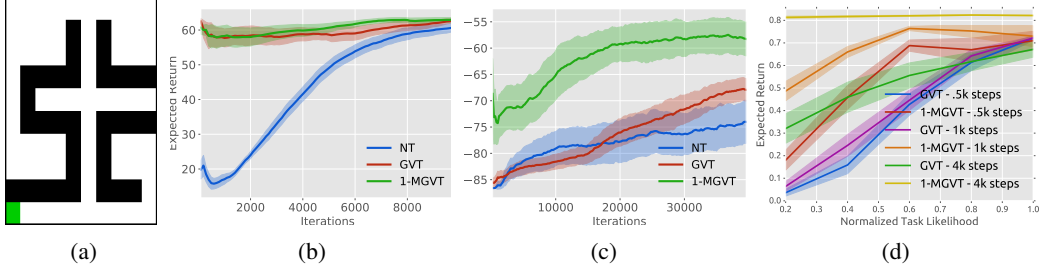 60
50
40
30
20
Expected Return
2000
4000
6000
8000
Iterations
NT
GVT
1-MGVT
−55
−60
−65
−70
−75
−80
−85
10000
20000
30000
Iterations
NT
GVT
1-MGVT
0.8
0.7
0.6
0.5
0.4
0.3
0.2
0.1
0.0
Expected Return
0.2
0.3
0.4
0.5
0.6
0.7
0.8
0.9
1.0
Normalized Task Likelihood
GVT - .5k steps
1-MGVT - .5k steps
GVT - 1k steps
1-MGVT - 1k steps
GVT - 4k steps
1-MGVT - 4k steps
(a)
(b)
(c)
(d)